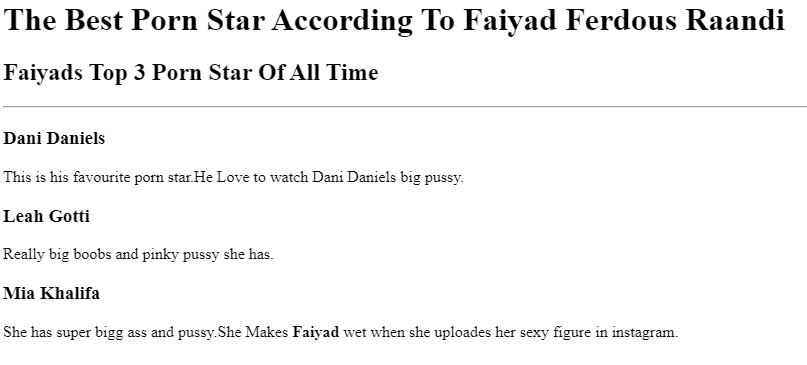 The Best Porn Star According To Faiyad Ferdous Raandi
Faiyads Top 3 Porn Star Of All Time
Dani Daniels
This is his favourite porn star.He Love to watch Dani Daniels big pussy.
Leah Gotti
Really big boobs and pinky pussy she has.
Mia Khalifa
She has super bigg ass and pussy.She Makes Faiyad wet when she uploades her sexy figure in instagram.